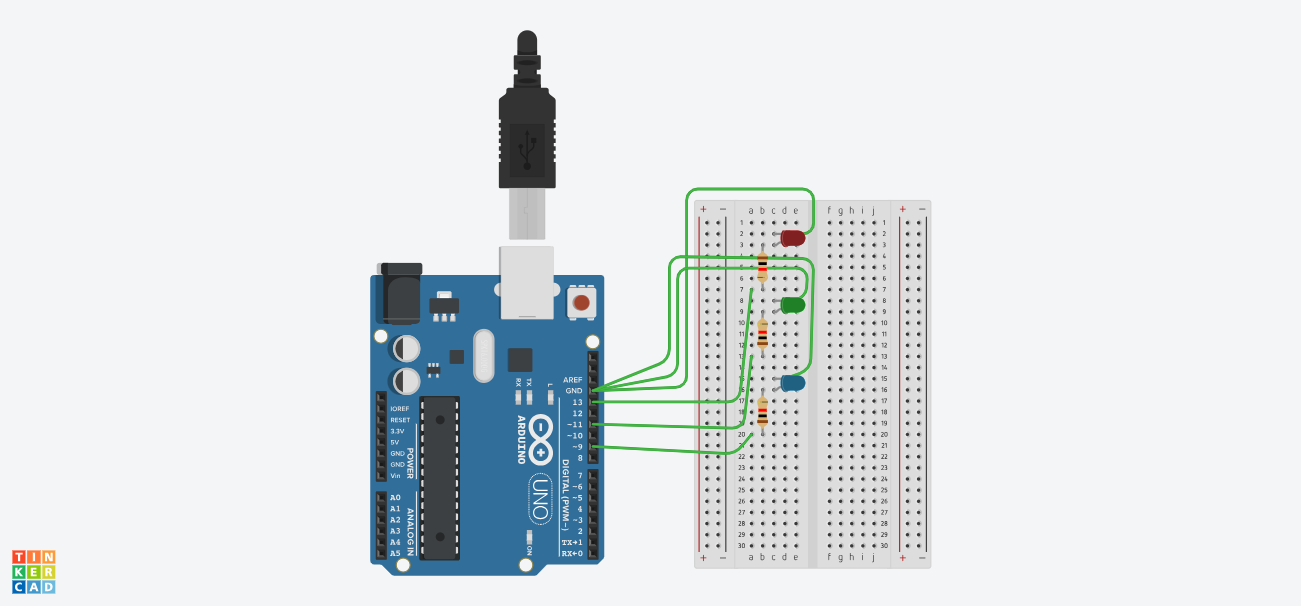 + − a b c d e f g h i j + −
1 1
2 2
3 3
4 4
5 5
6 6
7 7
8 8
9 9
10 10
11 11
12 12
13 13
14 14
15 15
16 16
17 17
18 18
19 19
20 20
21 21
22 22
23 23
24 24
25 25
26 26
27 27
28 28
29 29
30 30
+ − a b c d e f g h i j + −
AREF
GND
13
12
~11
~10
~9
8
7
~6
~5
4
~3
2
TX→1
RX←0
DIGITAL (PWM~)
RX
TX
L
ARDUINO
UNO
ON
IOREF
RESET
3.3V
5V
GND
GND
Vin
POWER
A0
A1
A2
A3
A4
A5
ANALOG IN
TIN
KER
CAD